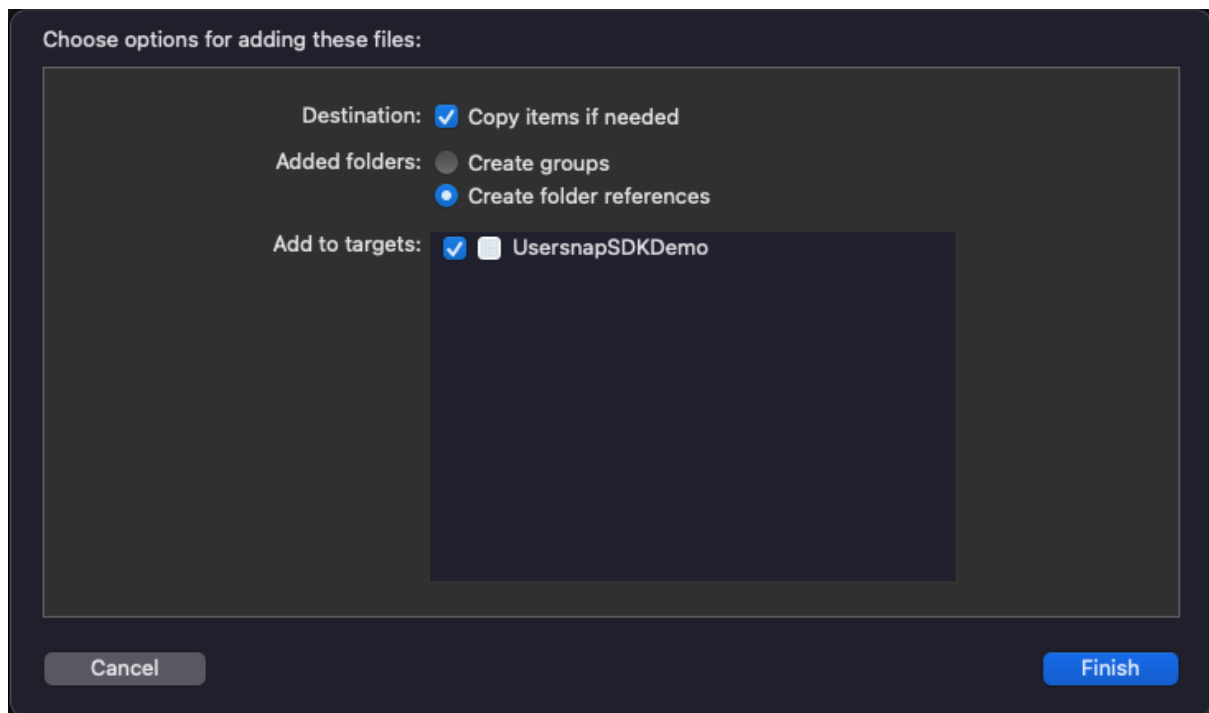 Choose options for adding these files:
Destination: Copy items if needed
Added folders: Create groups
Create folder references
Add to targets: UsersnapSDKDemo
Cancel Finish